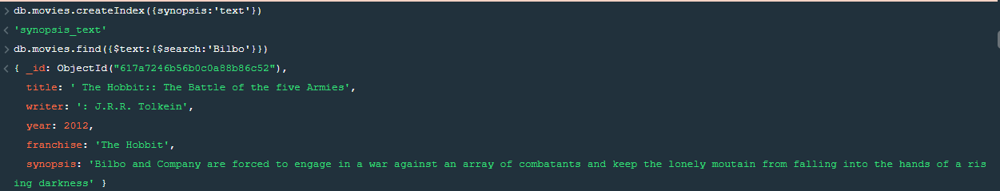 > db.movies.createIndex({synopsis:'text'})
< 'synopsis_text'
> db.movies.find({$text:{$search:'Bilbo'}})
< { _id: ObjectId("617a7246b56b0c0a88b86c52"),
title: ' The Hobbit:: The Battle of the five Armies',
writer: ': J.R.R. Tolkein',
year: 2012,
franchise: 'The Hobbit',
synopsis: 'Bilbo and Company are forced to engage in a war against an array of combatants and keep the lonely moutain from falling into the hands of a ris
ing darkness' }